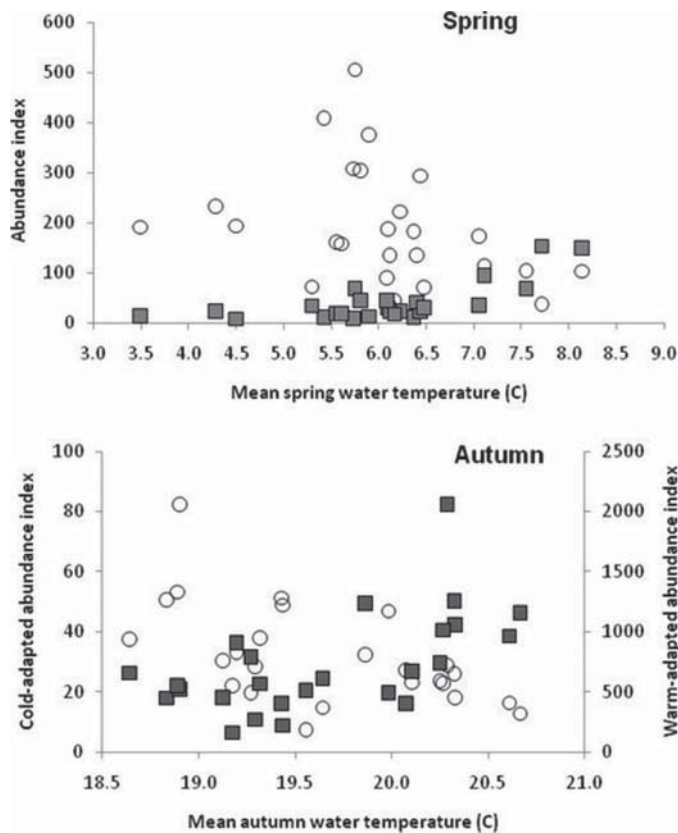 Spring
600
500
400
300
200
100
0
Abundance index
3.0 3.5 4.0 4.5 5.0 5.5 6.0 6.5 7.0 7.5 8.0 8.5 9.0
Mean spring water temperature (C)
Autumn
100
80
60
40
20
0
Cold-adapted abundance index
2500
2000
1500
1000
500
0
Warm-adapted abundance index
18.5 19.0 19.5 20.0 20.5 21.0
Mean autumn water temperature (C)